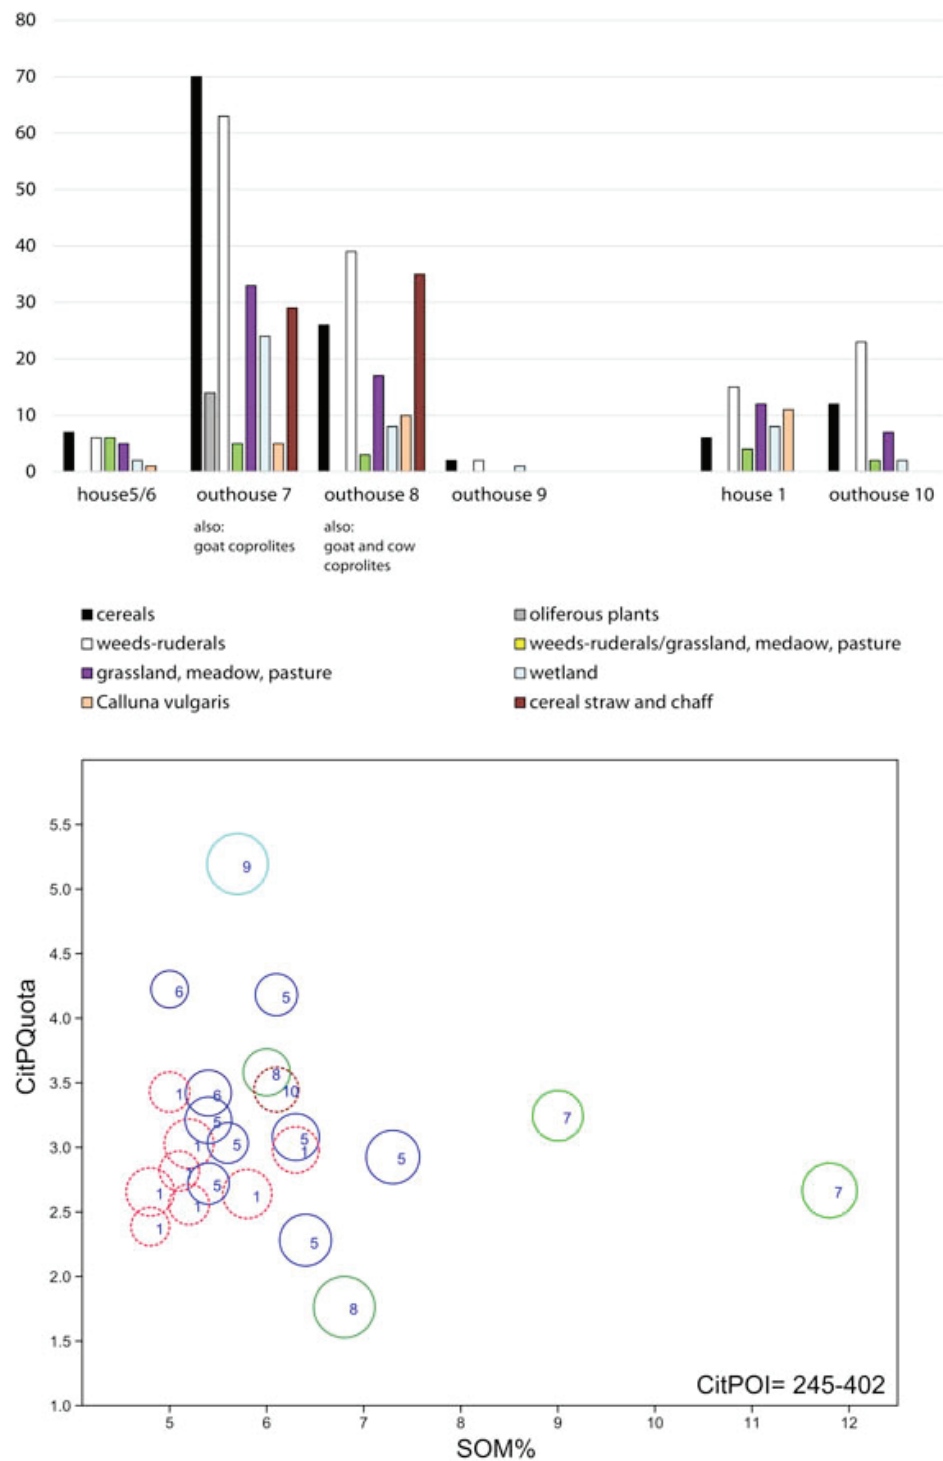 80
70
60
50
40
30
20
10
0
house5/6 outhouse 7 outhouse 8 outhouse 9 house 1 outhouse 10
also: also:
goat coprolites goat and cow
coprolites
cereals oliferous plants
weeds-ruderals weeds-ruderals/grassland, medaow, pasture
grassland, meadow, pasture wetland
Calluna vulgaris cereal straw and chaff
5.5
9
5.0
4.5
6 5
4.0
8
3.5
1 6 10
5 7
3.0
1 5 5 1
5
1 5 1 7
2.5
1 1
5
2.0
8
1.5
CitPOI= 245-402
1.0
5 6 7 8 9 10 11 12
SOM%
CitPQuota